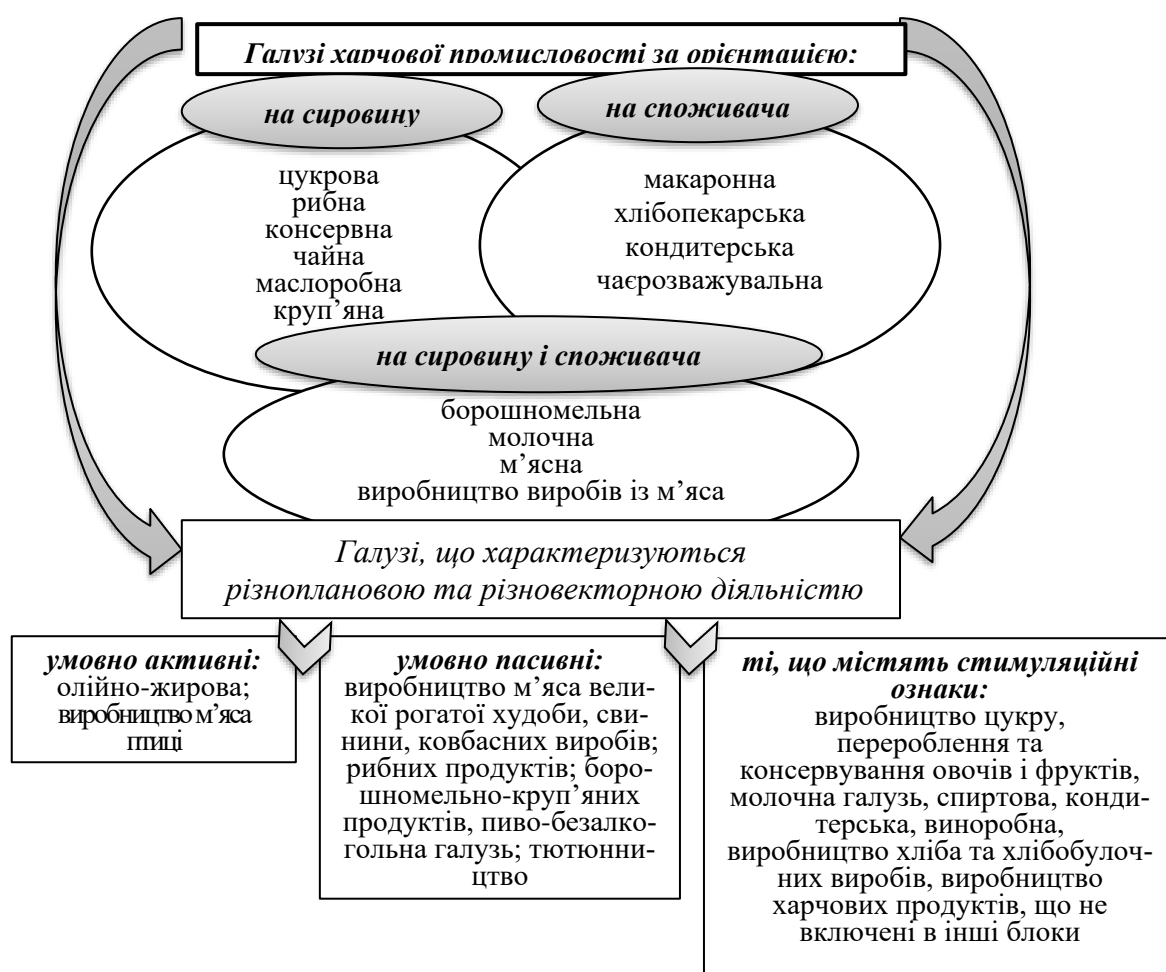 Галузі харчової промисловості за орієнтацією:
на сировину
на споживача
цукрова
рибна
консервна
чайна
маслоробна
круп’яна
макаронна
хлібопекарська
кондитерська
чаєрозважувальна
на сировину і споживача
борошномельна
молочна
м’ясна
виробництво виробів із м’яса
Галузі, що характеризуються
різноплановою та різновекторною діяльністю
умовно активні:
олійно-жирова;
виробництво м’яса
птиці
умовно пасивні:
виробництво м’яса вели-
кої рогатої худоби, сви-
нини, ковбасних виробів;
рибних продуктів; боро-
шномельно-круп’яних
продуктів, пиво-безалко-
гольна галузь; тютюнни-
цтво
ті, що містять стимуляційні
ознаки:
виробництво цукру,
перероблення та
консервування овочів і фруктів,
молочна галузь, спиртова, конди-
терська, виноробна,
виробництво хліба та хлібобулоч-
них виробів, виробництво
харчових продуктів, що не
включені в інші блоки